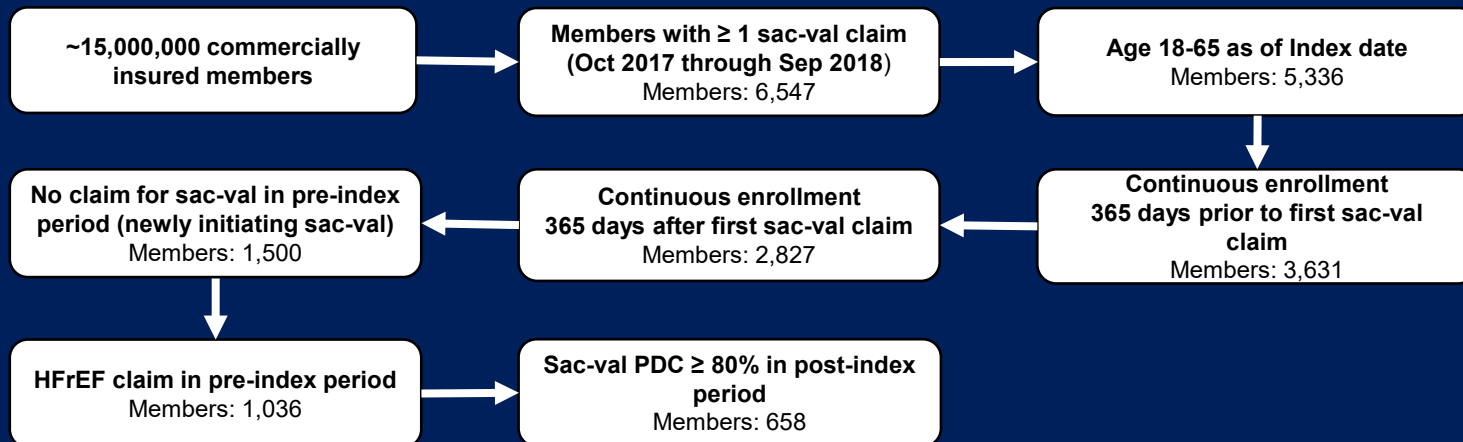 ~15,000,000 commercially
insured members
Members with ≥ 1 sac-val claim
(Oct 2017 through Sep 2018)
Members: 6,547
Age 18-65 as of Index date
Members: 5,336
Continuous enrollment
365 days prior to first sac-val
claim
Members: 3,631
Continuous enrollment
365 days after first sac-val claim
Members: 2,827
No claim for sac-val in pre-index
period (newly initiating sac-val)
Members: 1,500
HFrEF claim in pre-index period
Members: 1,036
Sac-val PDC ≥ 80% in post-index
period
Members: 658